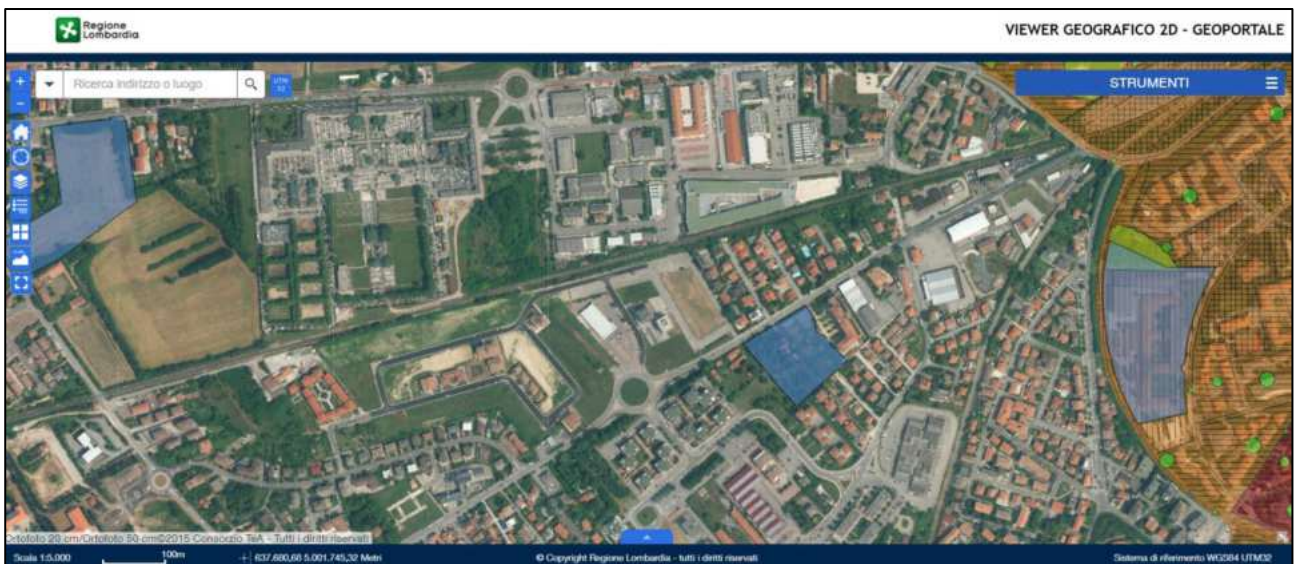 Regione
Lombardia
VIEWER GEOGRAFICO 2D - GEOPORTALE
Ricerca indirizzo o luogo
UTM
32
STRUMENTI
Ortofoto 20 cm/Ortofoto 50 cm©2015 Consorzio TeA - Tutti i diritti riservati
Scala 1:5.000
100m
637.680,68 5.001.745,32 Metri
© Copyright Regione Lombardia - tutti i diritti riservati
Sistema di riferimento WGS84 UTM32